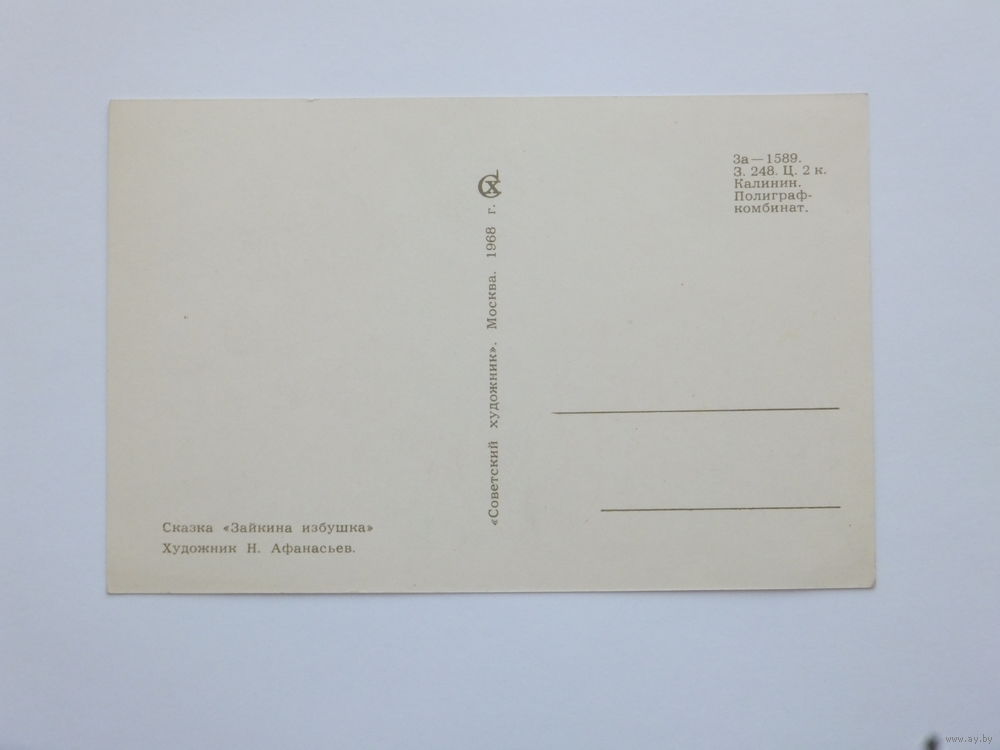 За—1589.
З. 248. Ц. 2 к.
Калинин.
Полиграф-
комбинат.
«Советский художник». Москва. 1968 г.
Сказка «Зайкина избушка»
Художник Н. Афанасьев.
www.ay.by